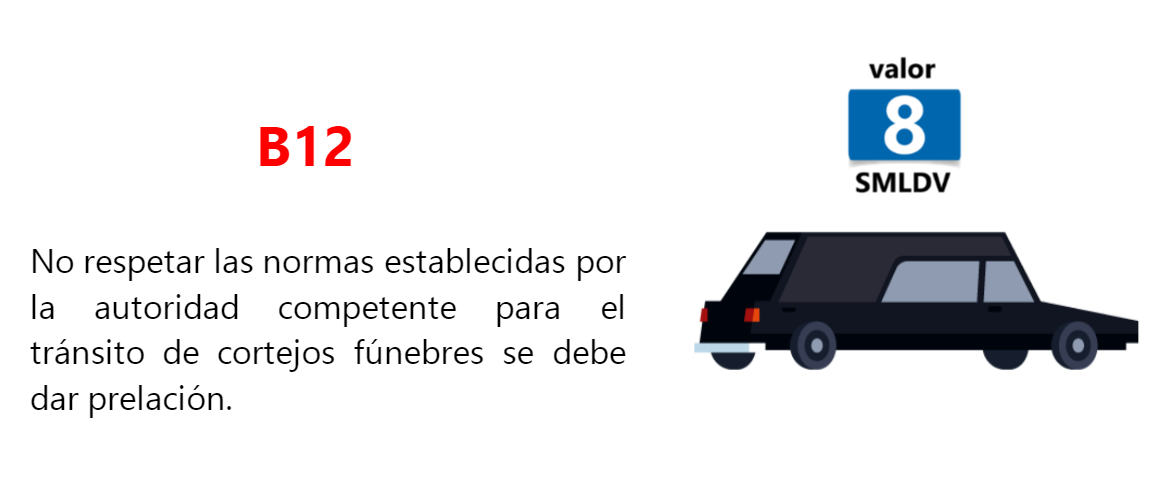 B12
No respetar las normas establecidas por
la autoridad competente para el
tránsito de cortejos fúnebres se debe
dar prelación.
valor
8
SMLDV